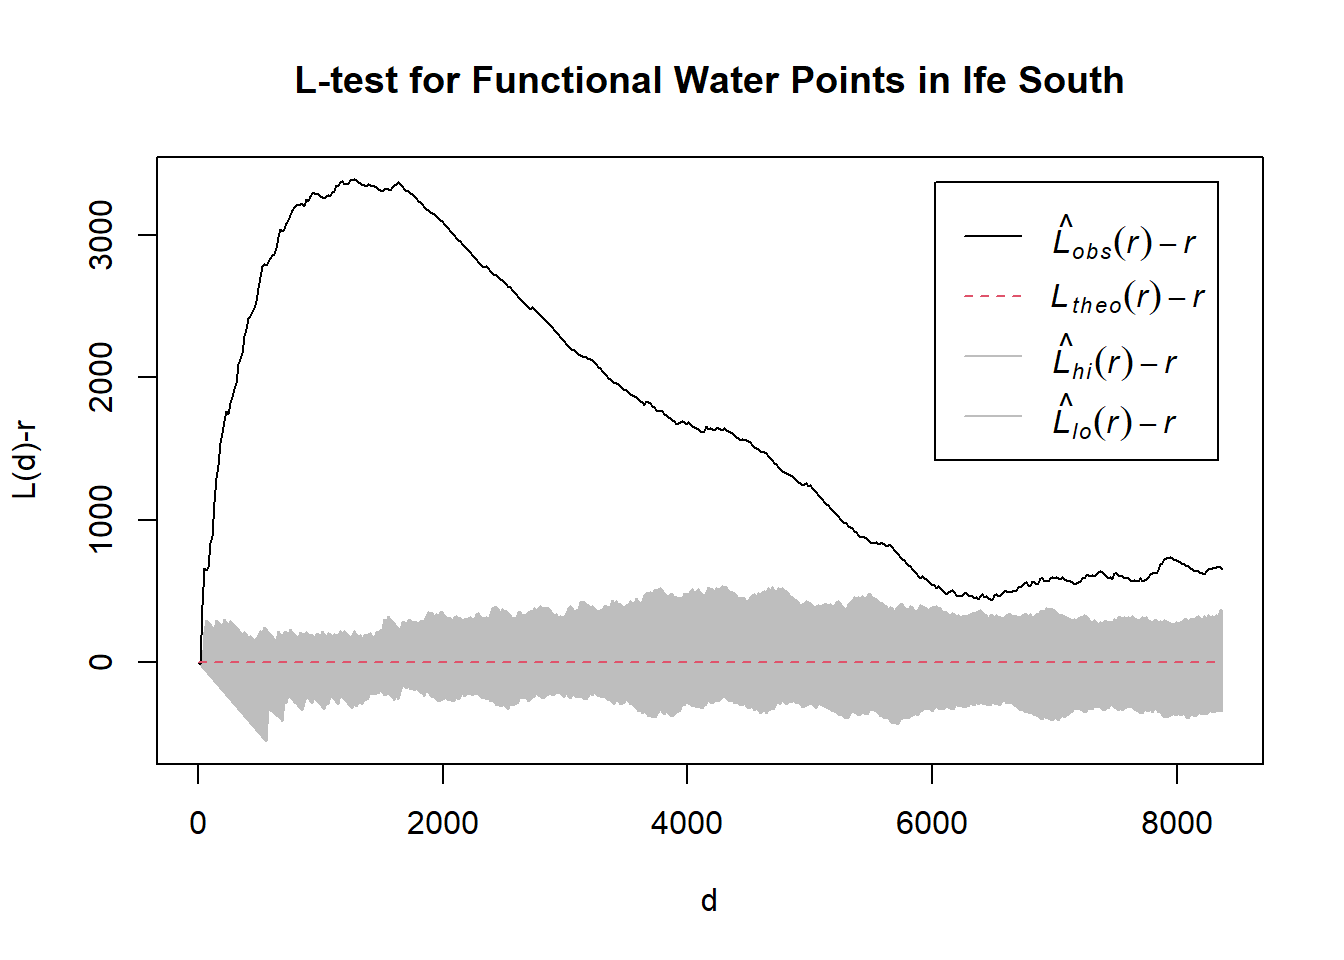 L-test for Functional Water Points in Ife South
L(d)-r
3000
2000
1000
0
L̂obs(r) − r
Ltheo(r) − r
L̂hi(r) − r
L̂lo(r) − r
0 2000 4000 6000 8000
d